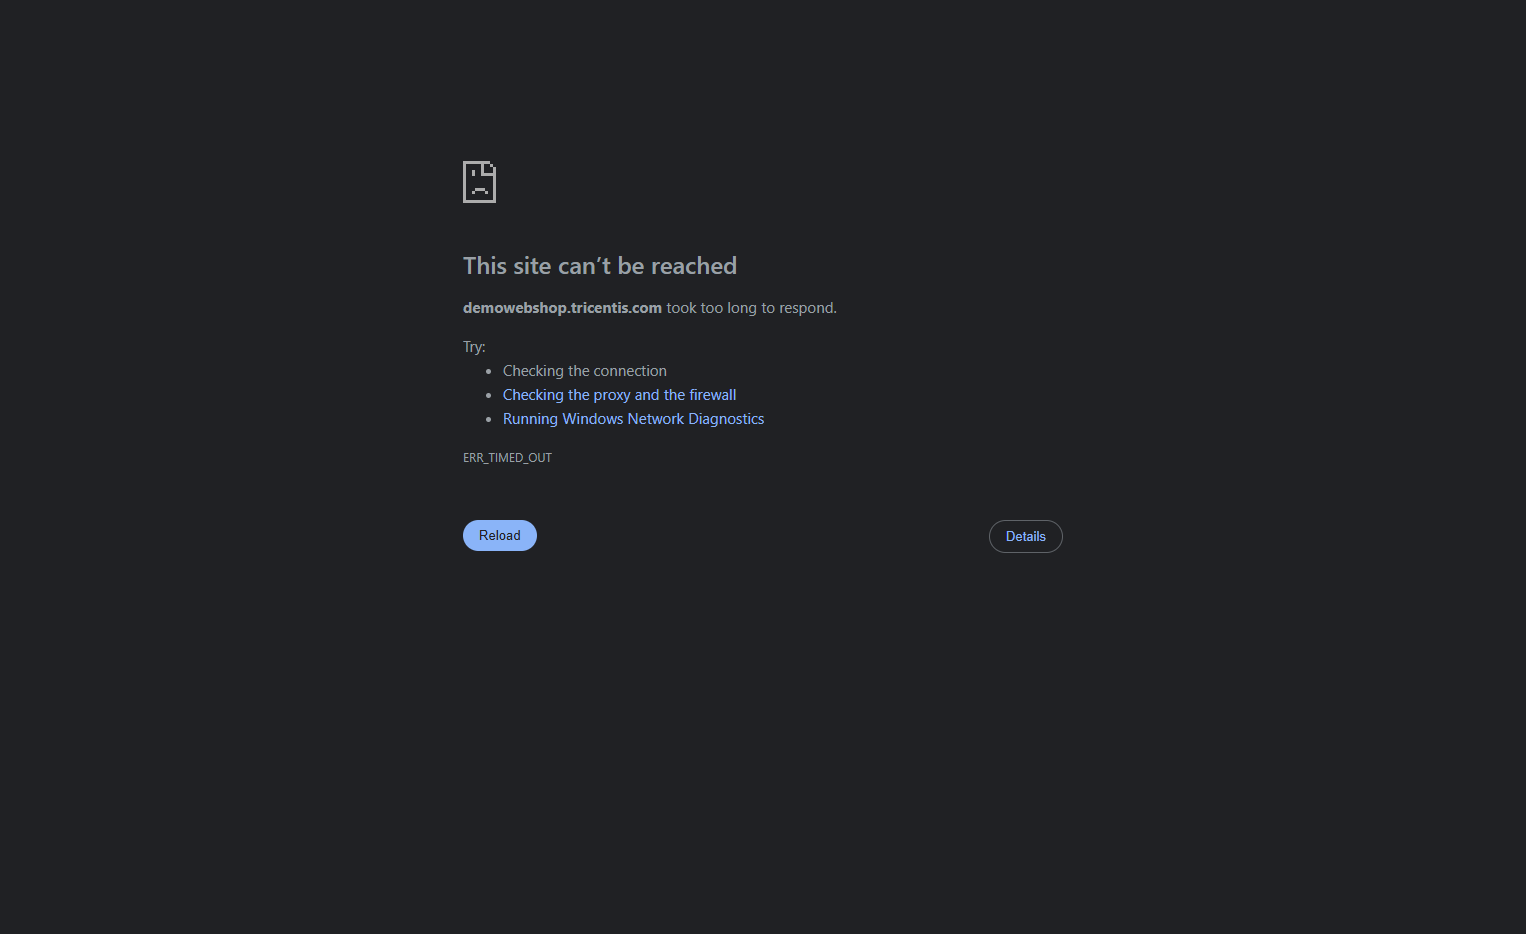 This site can’t be reached
demowebshop.tricentis.com took too long to respond.
Try:
Checking the connection
Checking the proxy and the firewall
Running Windows Network Diagnostics
ERR_TIMED_OUT
Reload
Details